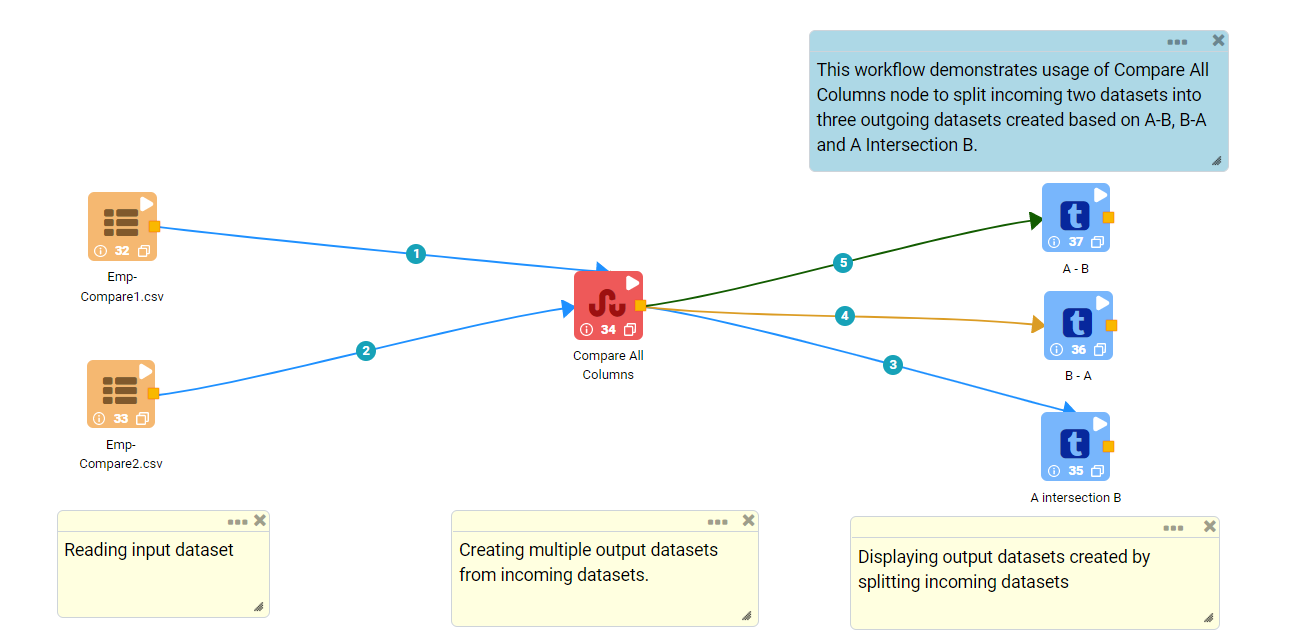 This workflow demonstrates usage of Compare All
Columns node to split incoming two datasets into
three outgoing datasets created based on A-B, B-A
and A Intersection B.
32
Emp-
Compare1.csv
1
2
33
Emp-
Compare2.csv
34
Compare All
Columns
5
4
3
t
37
A - B
t
36
B - A
t
35
A intersection B
Reading input dataset
Creating multiple output datasets
from incoming datasets.
Displaying output datasets created by
splitting incoming datasets